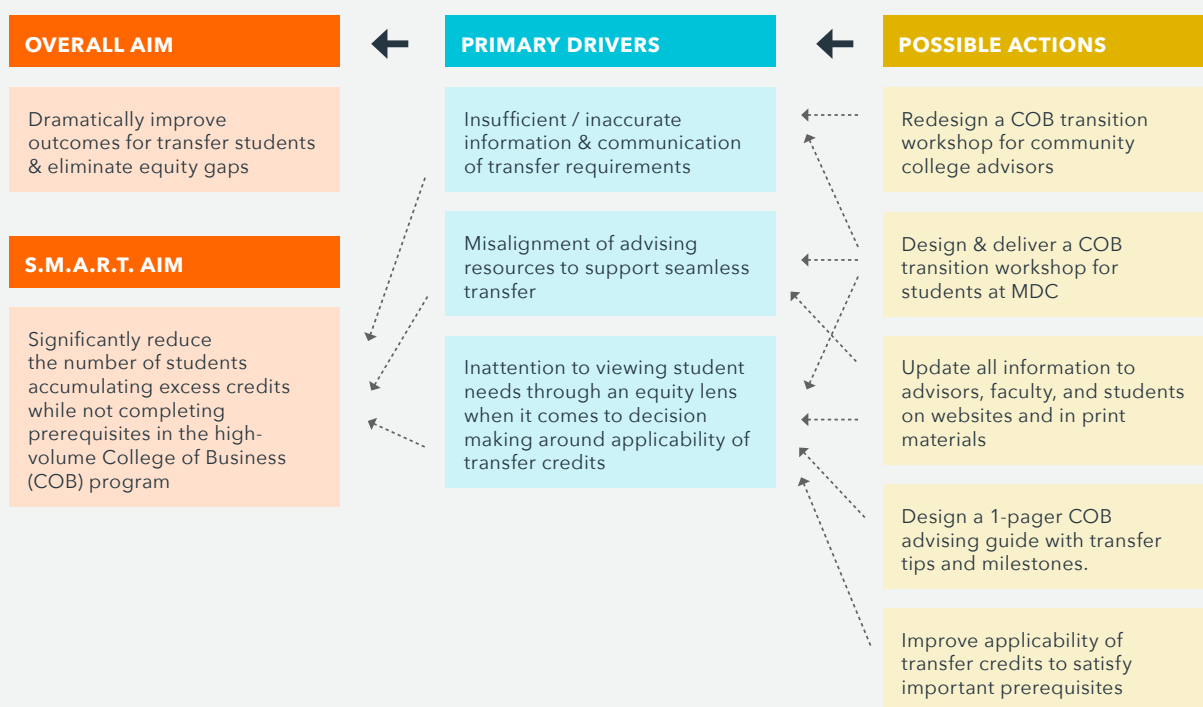 OVERALL AIM
Dramatically improve
outcomes for transfer students
& eliminate equity gaps
S.M.A.R.T. AIM
Significantly reduce
the number of students
accumulating excess credits
while not completing
prerequisites in the high-
volume College of Business
(COB) program
PRIMARY DRIVERS
Insufficient / inaccurate
information & communication
of transfer requirements
Misalignment of advising
resources to support seamless
transfer
Inattention to viewing student
needs through an equity lens
when it comes to decision
making around applicability of
transfer credits
POSSIBLE ACTIONS
Redesign a COB transition
workshop for community
college advisors
Design & deliver a COB
transition workshop for
students at MDC
Update all information to
advisors, faculty, and students
on websites and in print
materials
Design a 1-pager COB
advising guide with transfer
tips and milestones.
Improve applicability of
transfer credits to satisfy
important prerequisites